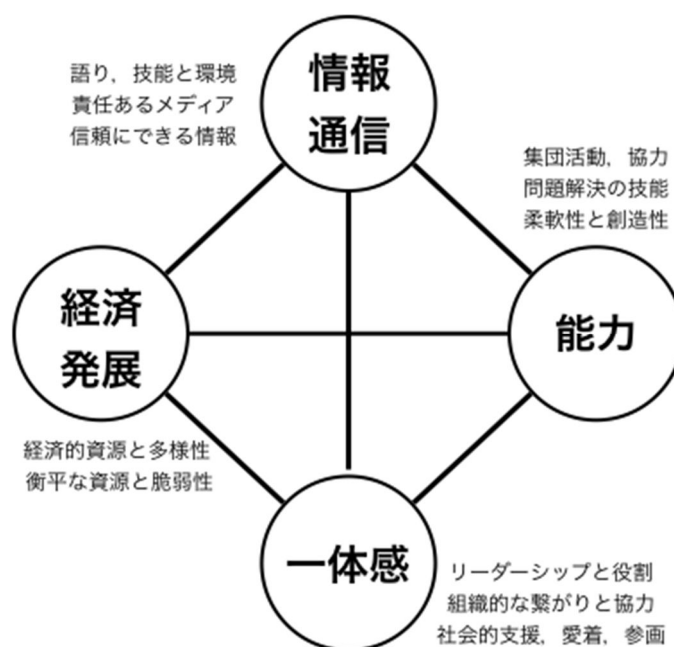 情報
通信
語り，技能と環境
責任あるメディア
信頼にできる情報
集団活動，協力
問題解決の技能
柔軟性と創造性
経済
発展
能力
経済的資源と多様性
衡平な資源と脆弱性
一体感
リーダーシップと役割
組織的な繋がりと協力
社会的支援，愛着，参画